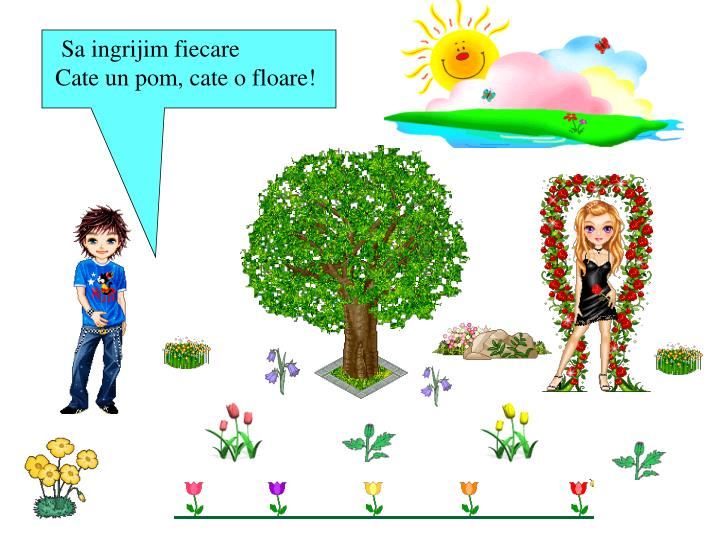 Sa ingrijim fiecare
Cate un pom, cate o floare!